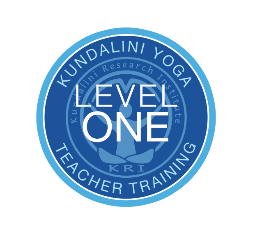 KUNDALINI YOGA
Kundalini Research Institute
LEVEL
ONE
KRI
TEACHER TRAINING